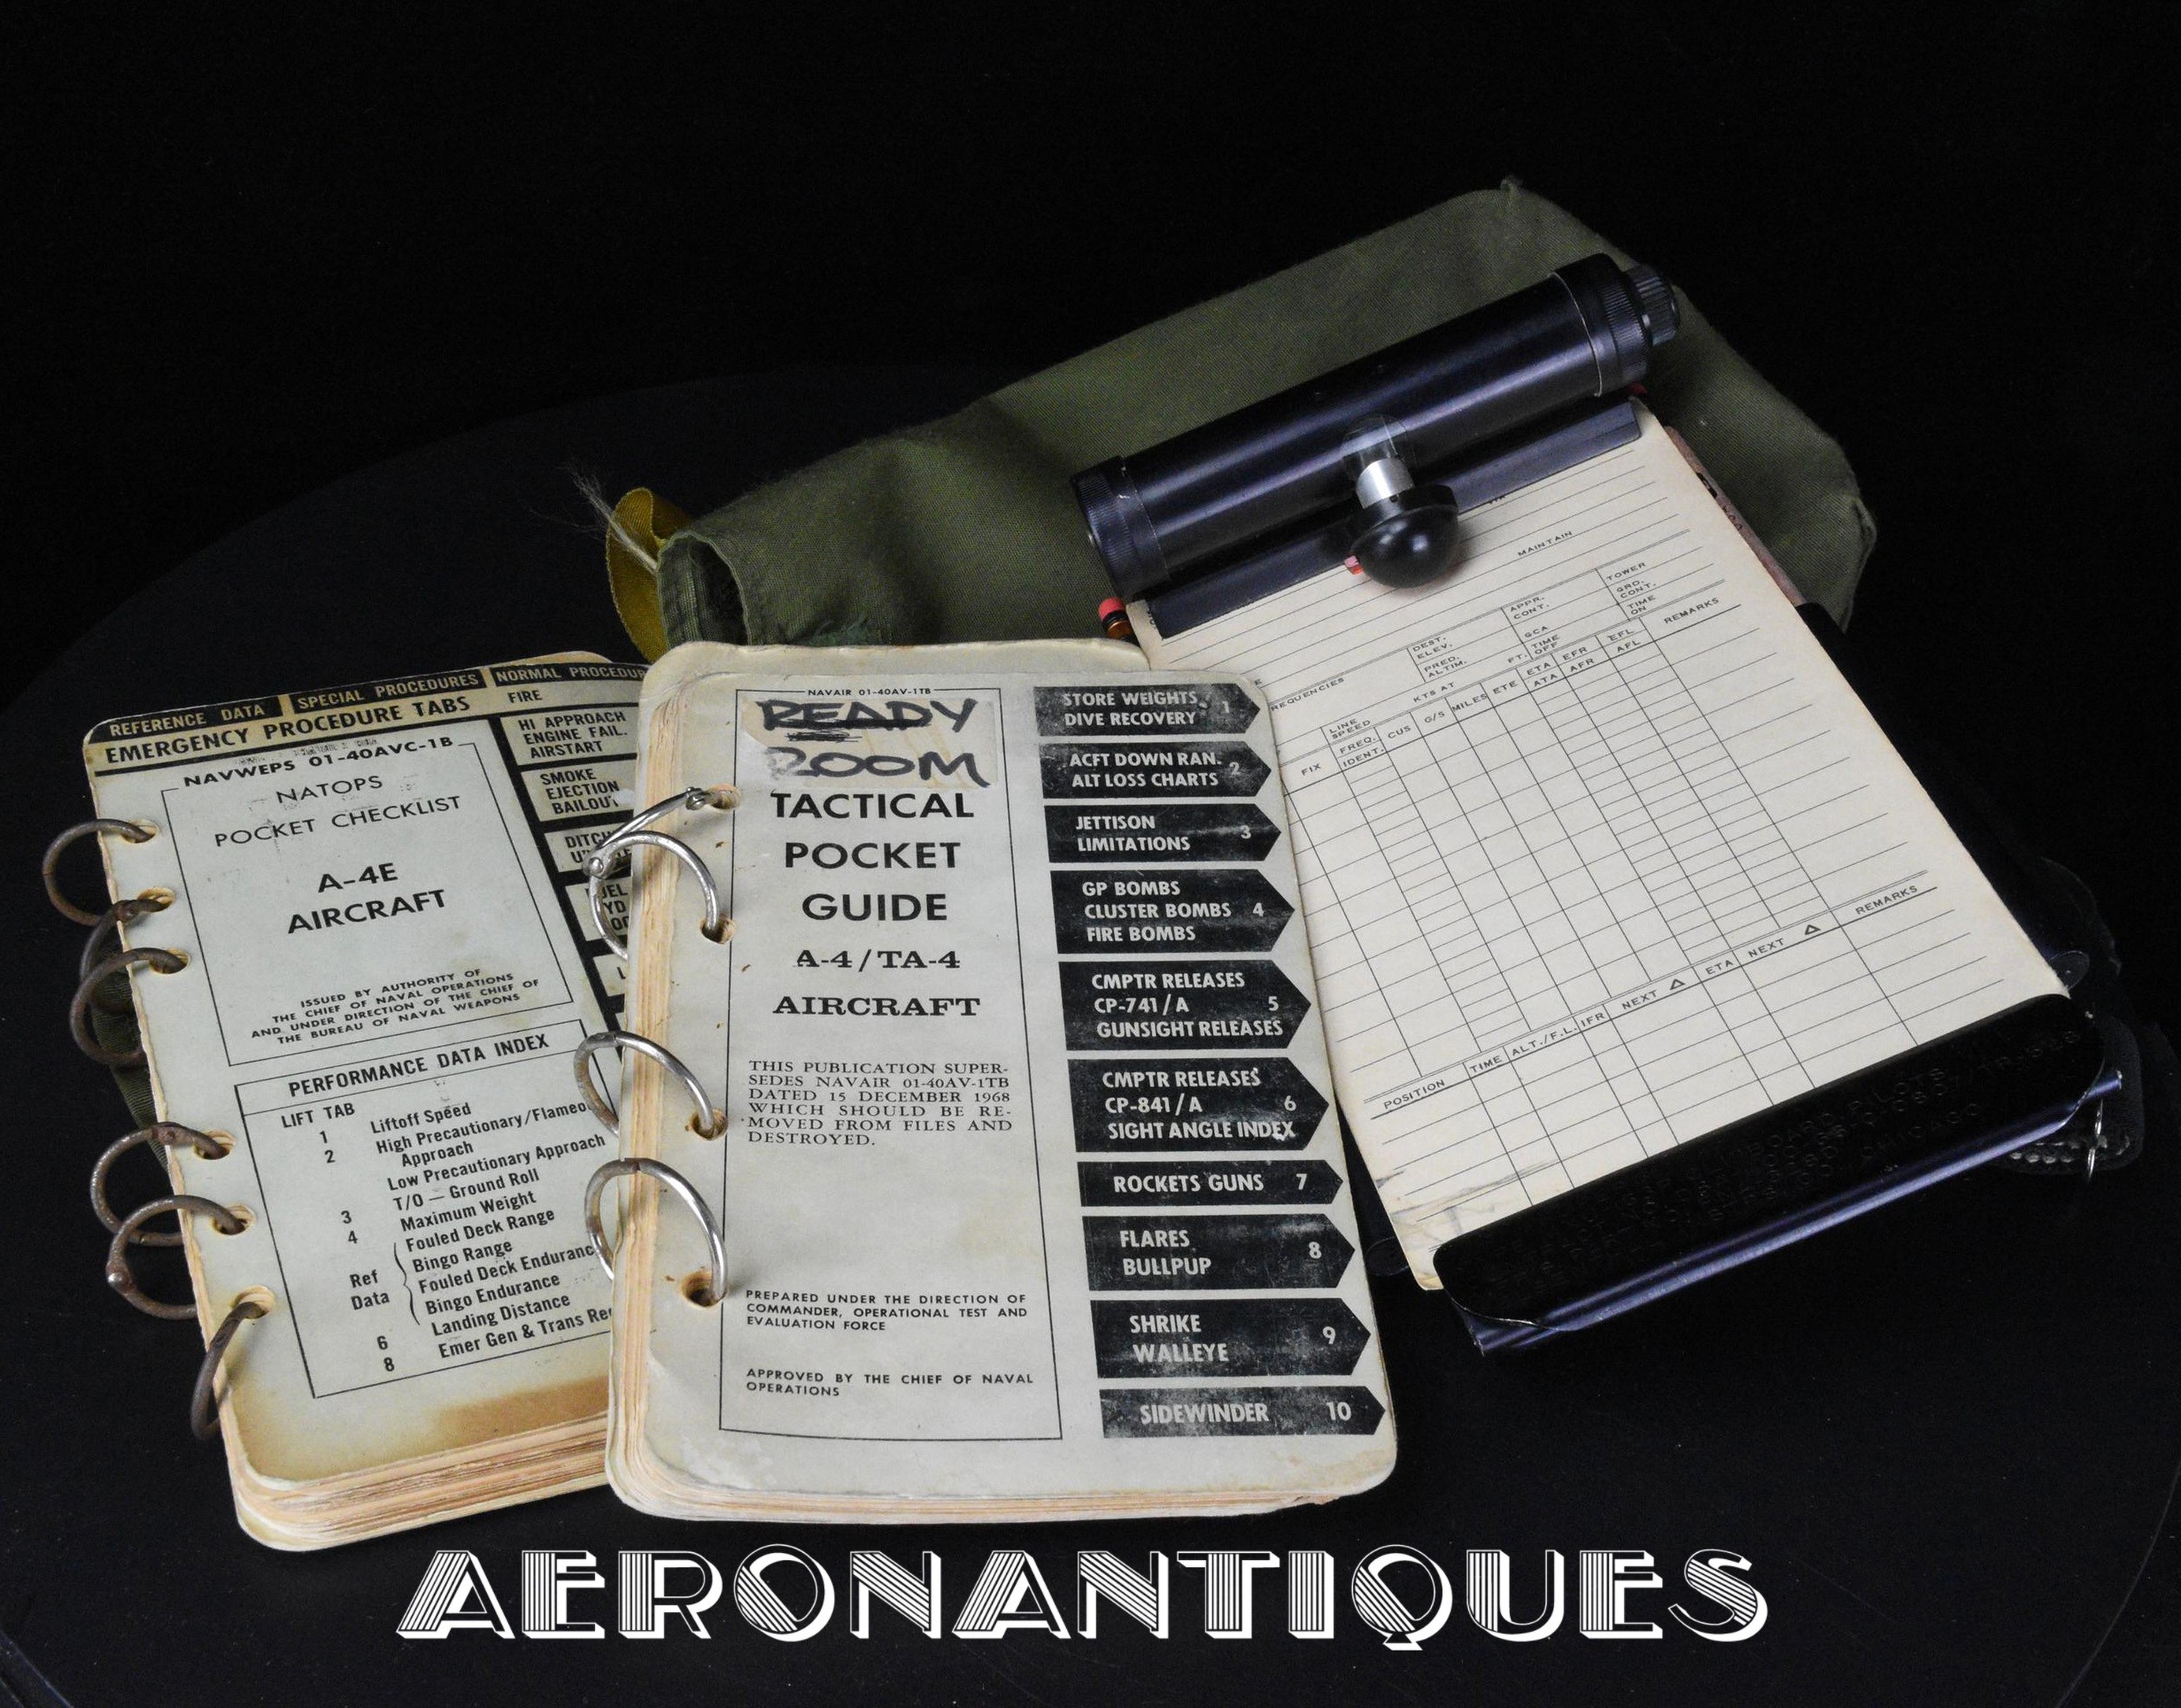 REFERENCE DATA
SPECIAL PROCEDURES
NORMAL PROCEDUR
EMERGENCY PROCEDURE TABS
FIRE
NAVWEPS 01-40AVC-1B
NATOPS
POCKET CHECKLIST
A-4E
AIRCRAFT
ISSUED BY AUTHORITY OF
THE CHIEF OF NAVAL OPERATIONS
AND UNDER DIRECTION OF THE CHIEF OF
THE BUREAU OF NAVAL WEAPONS
HI APPROACH
ENGINE FAIL.
AIRSTART
SMOKE
EJECTION
BAILOUT
PERFORMANCE DATA INDEX
LIFT TAB
1 Liftoff Speed
2 High Precautionary/Flameo
Approach
Low Precautionary Approach
T/O — Ground Roll
3 Maximum Weight
4 Fouled Deck Range
Bingo Range
Ref Fouled Deck Enduranc
Data Bingo Endurance
Landing Distance
6 Emer Gen & Trans Re
8
NAVAIR 01-40AV-1TB
READY
ROOM
TACTICAL
POCKET
GUIDE
A-4/TA-4
AIRCRAFT
THIS PUBLICATION SUPER-
SEDES NAVAIR 01-40AV-1TB
DATED 15 DECEMBER 1968
WHICH SHOULD BE RE-
MOVED FROM FILES AND
DESTROYED.
PREPARED UNDER THE DIRECTION OF
COMMANDER, OPERATIONAL TEST AND
EVALUATION FORCE
APPROVED BY THE CHIEF OF NAVAL
OPERATIONS
STORE WEIGHTS 1
DIVE RECOVERY
ACFT DOWN RAN. 2
ALT LOSS CHARTS
JETTISON 3
LIMITATIONS
GP BOMBS
CLUSTER BOMBS 4
FIRE BOMBS
CMPTR RELEASES
CP-741/A 5
GUNSIGHT RELEASES
CMPTR RELEASES
CP-841/A 6
SIGHT ANGLE INDEX
ROCKETS GUNS 7
FLARES 8
BULLPUP
SHRIKE 9
WALLEYE
SIDEWINDER 10
MAINTAIN
REQUENCIES
DEST.
ELEV.
PRED.
ALTIM.
FT.
APPR.
CONT.
GCA
TIME
OFF
TOWER
GRD.
CONT.
TIME
ON
KTS AT
LINE
SPEED
FIX
FREQ.
IDENT.
CUS
G/S
MILES
ETE
ETA
ATA
EFR
AFR
EFL
AFL
REMARKS
POSITION
TIME
ALT./F.L.
IFR
NEXT △
ETA
NEXT △
REMARKS
AERONANTIQUES